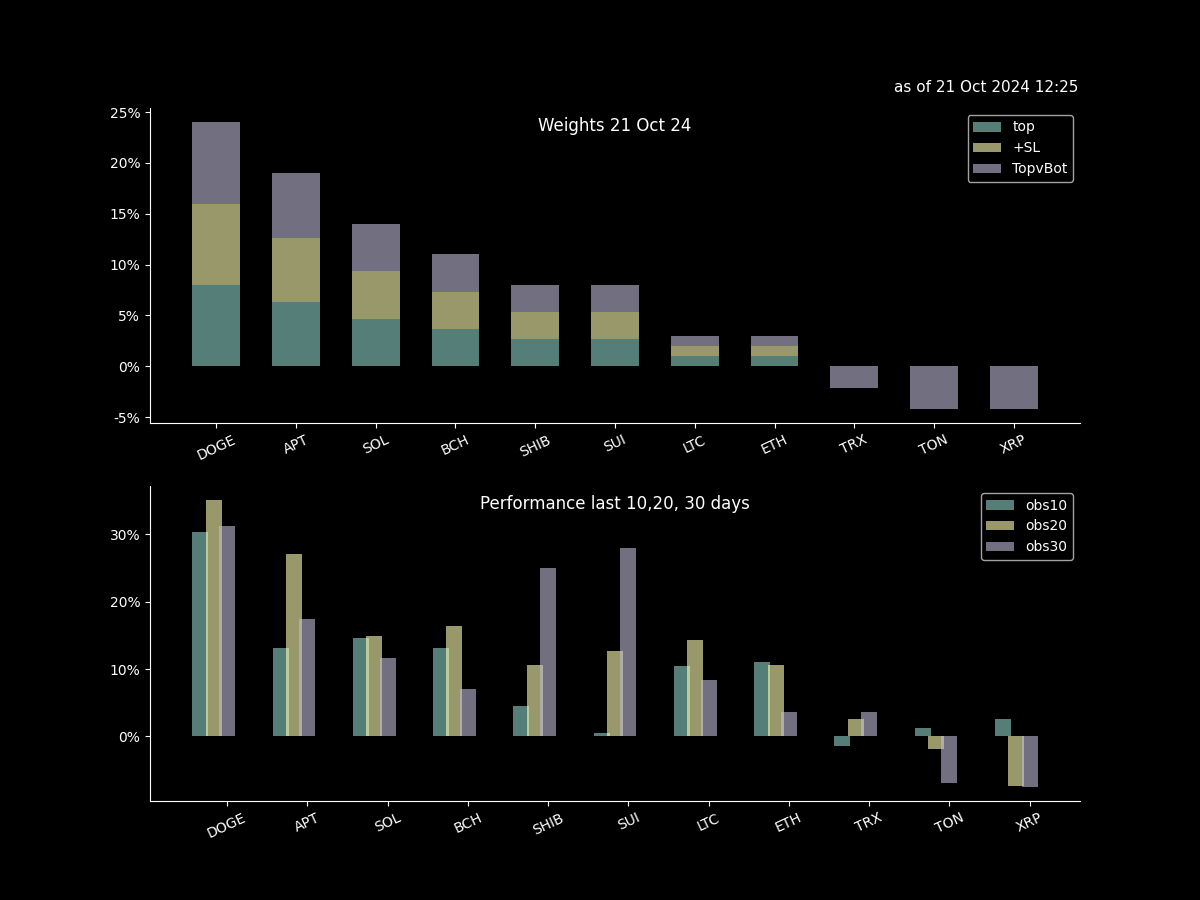 as of 21 Oct 2024 12:25
Weights 21 Oct 24
top
+SL
TopvBot
25%
20%
15%
10%
5%
0%
-5%
DOGE APT SOL BCH SHIB SUI LTC ETH TRX TON XRP
Performance last 10,20, 30 days
obs10
obs20
obs30
30%
20%
10%
0%
DOGE APT SOL BCH SHIB SUI LTC ETH TRX TON XRP